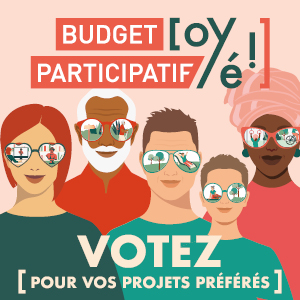 BUDGET [oy
PARTICIPATIF/é!]
VOTEZ
[POUR VOS PROJETS PRÉFÉRÉS]